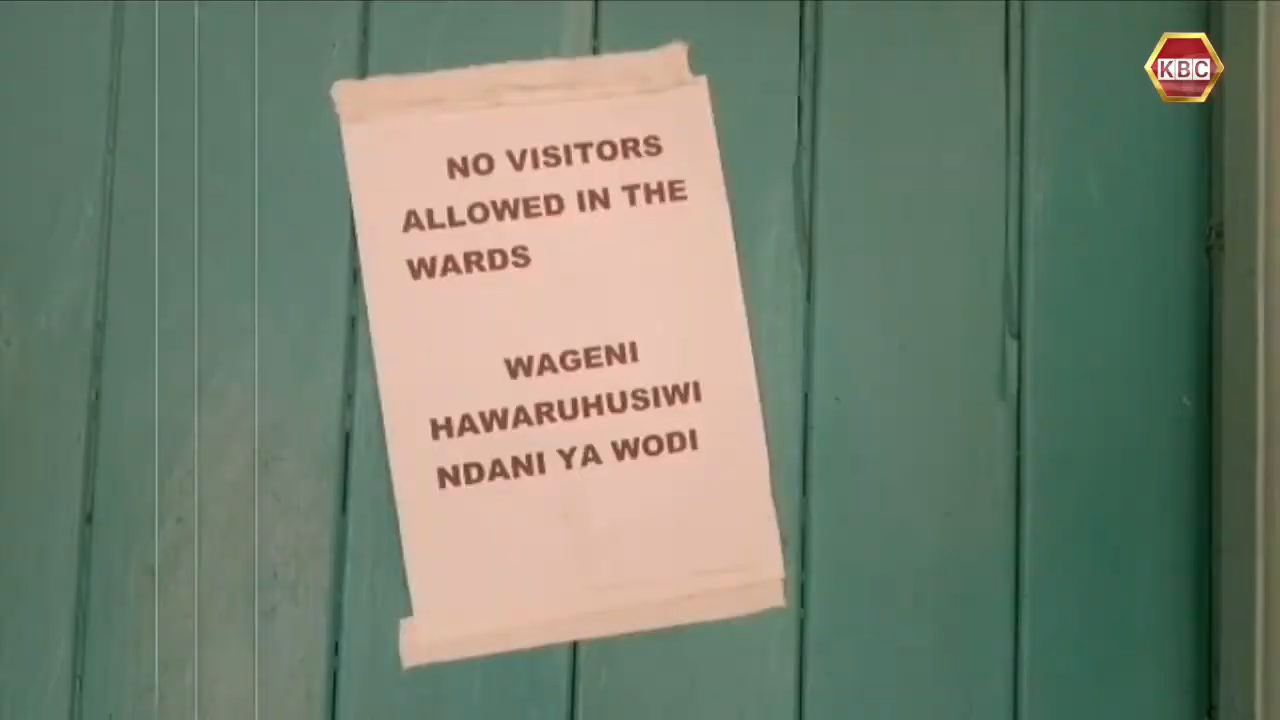 KBC
NO VISITORS
ALLOWED IN THE
WARDS
WAGENI
HAWARUHUSIWI
NDANI YA WODI